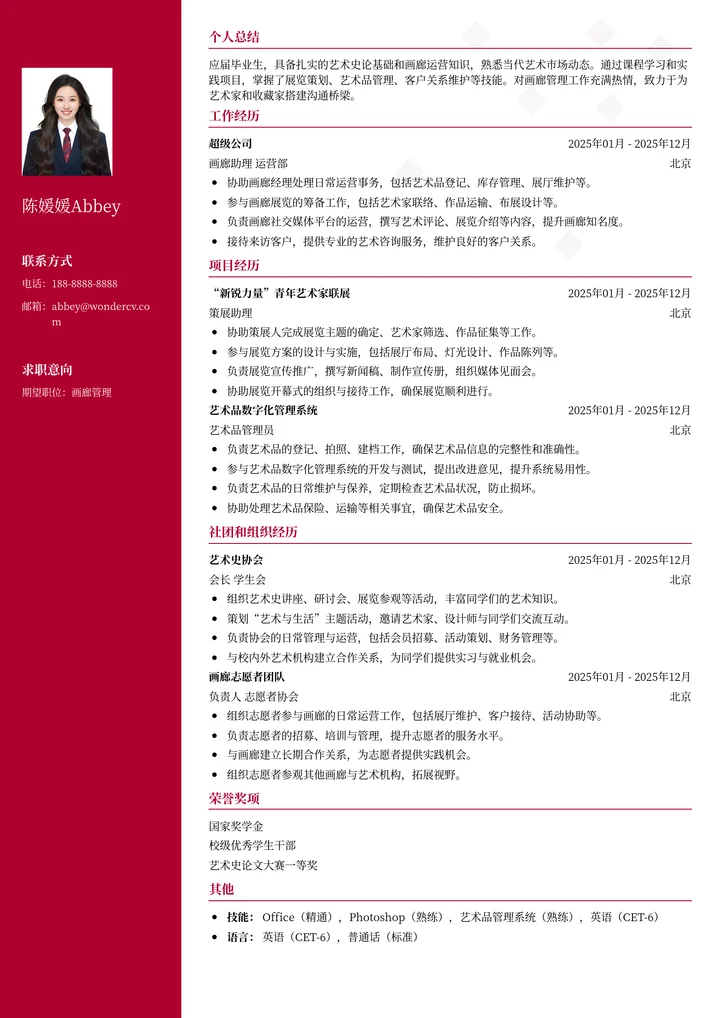 陈媛媛Abbey
联系方式
电话：188-8888-8888
邮箱：abbey@wondercv.co
m
求职意向
期望职位：画廊管理
个人总结
应届毕业生，具备扎实的艺术史论基础和画廊运营知识，熟悉当代艺术市场动态。通过课程学习和实
践项目，掌握了展览策划、艺术品管理、客户关系维护等技能。对画廊管理工作充满热情，致力于为
艺术家和收藏家搭建沟通桥梁。
工作经历
超级公司 2025年01月 - 2025年12月
画廊助理 运营部 北京
• 协助画廊经理处理日常运营事务，包括艺术品登记、库存管理、展厅维护等。
• 参与画廊展览的筹备工作，包括艺术家联络、作品运输、布展设计等。
• 负责画廊社交媒体平台的运营，撰写艺术评论、展览介绍等内容，提升画廊知名度。
• 接待来访客户，提供专业的艺术咨询服务，维护良好的客户关系。
项目经历
“新锐力量”青年艺术家联展 2025年01月 - 2025年12月
策展助理 北京
• 协助策展人完成展览主题的确定、艺术家筛选、作品征集等工作。
• 参与展览方案的设计与实施，包括展厅布局、灯光设计、作品陈列等。
• 负责展览宣传推广，撰写新闻稿、制作宣传册，组织媒体见面会。
• 协助展览开幕式的组织与接待工作，确保展览顺利进行。
艺术品数字化管理系统 2025年01月 - 2025年12月
艺术品管理员 北京
• 负责艺术品的登记、拍照、建档工作，确保艺术品信息的完整性和准确性。
• 参与艺术品数字化管理系统的开发与测试，提出改进意见，提升系统易用性。
• 负责艺术品的日常维护与保养，定期检查艺术品状况，防止损坏。
• 协助处理艺术品保险、运输等相关事宜，确保艺术品安全。
社团和组织经历
艺术史协会 2025年01月 - 2025年12月
会长 学生会 北京
• 组织艺术史讲座、研讨会、展览参观等活动，丰富同学们的艺术知识。
• 策划“艺术与生活”主题活动，邀请艺术家、设计师与同学们交流互动。
• 负责协会的日常管理与运营，包括会员招募、活动策划、财务管理等。
• 与校内外艺术机构建立合作关系，为同学们提供实习与就业机会。
画廊志愿者团队 2025年01月 - 2025年12月
负责人 志愿者协会 北京
• 组织志愿者参与画廊的日常运营工作，包括展厅维护、客户接待、活动协助等。
• 负责志愿者的招募、培训与管理，提升志愿者的服务水平。
• 与画廊建立长期合作关系，为志愿者提供实践机会。
• 组织志愿者参观其他画廊与艺术机构，拓展视野。
荣誉奖项
国家奖学金
校级优秀学生干部
艺术史论文大赛一等奖
其他
• 技能： Office（精通），Photoshop（熟练），艺术品管理系统（熟练），英语（CET-6）
• 语言： 英语（CET-6），普通话（标准）